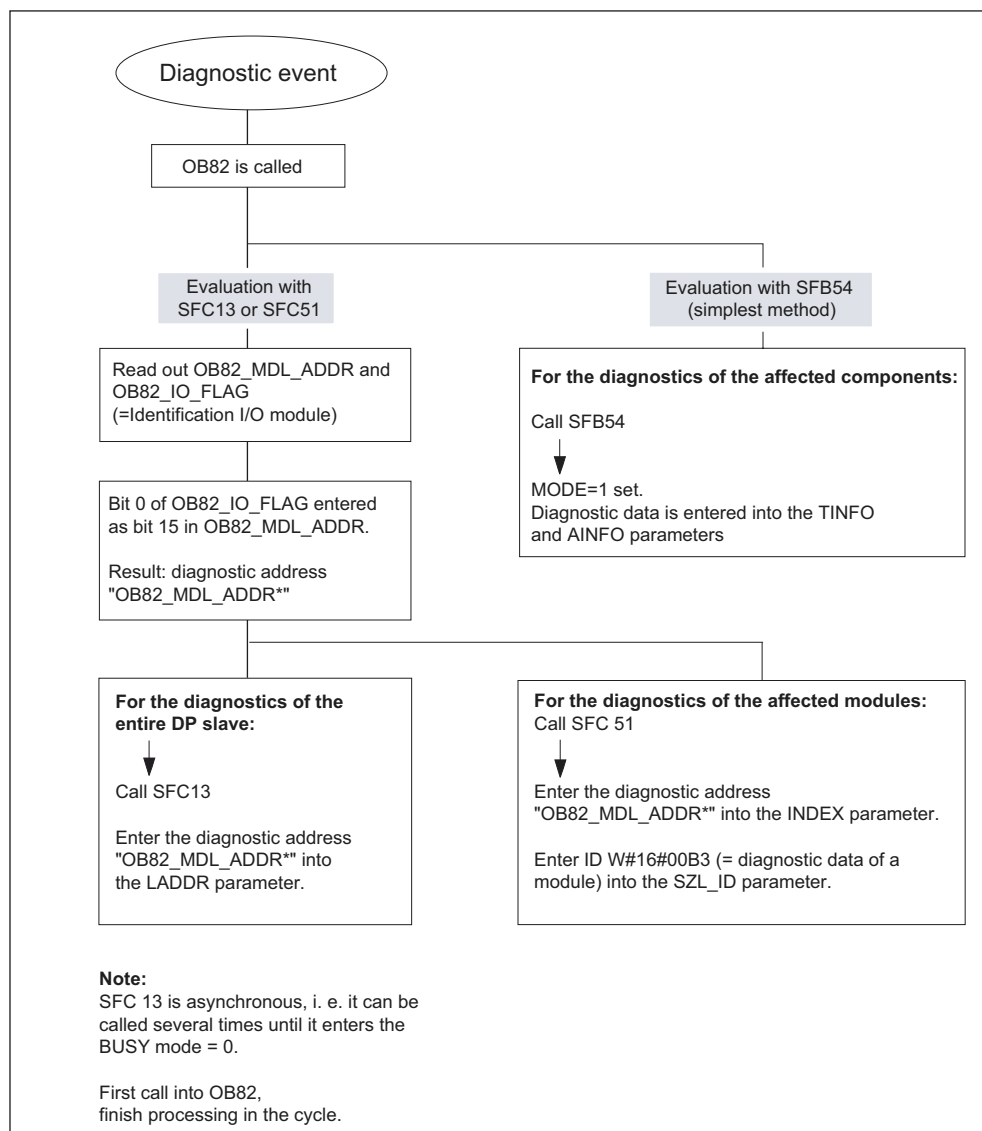 Diagnostic event
OB82 is called
Evaluation with
SFC13 or SFC51
Evaluation with SFB54
(simplest method)
Read out OB82_MDL_ADDR and
OB82_IO_FLAG
(=Identification I/O module)
Bit 0 of OB82_IO_FLAG entered
as bit 15 in OB82_MDL_ADDR.
Result: diagnostic address
"OB82_MDL_ADDR*"
For the diagnostics of the affected components:
Call SFB54
MODE=1 set.
Diagnostic data is entered into the TINFO
and AINFO parameters
For the diagnostics of the
entire DP slave:
Call SFC13
Enter the diagnostic address
"OB82_MDL_ADDR*" into
the LADDR parameter.
For the diagnostics of the affected modules:
Call SFC 51
Enter the diagnostic address
"OB82_MDL_ADDR*" into the INDEX parameter.
Enter ID W#16#00B3 (= diagnostic data of a
module) into the SZL_ID parameter.
Note:
SFC 13 is asynchronous, i. e. it can be
called several times until it enters the
BUSY mode = 0.
First call into OB82,
finish processing in the cycle.